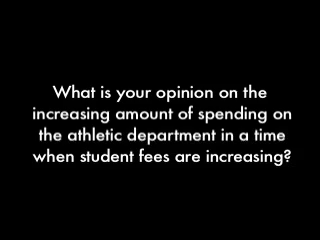 What is your opinion on the
increasing amount of spending on
the athletic department in a time
when student fees are increasing?